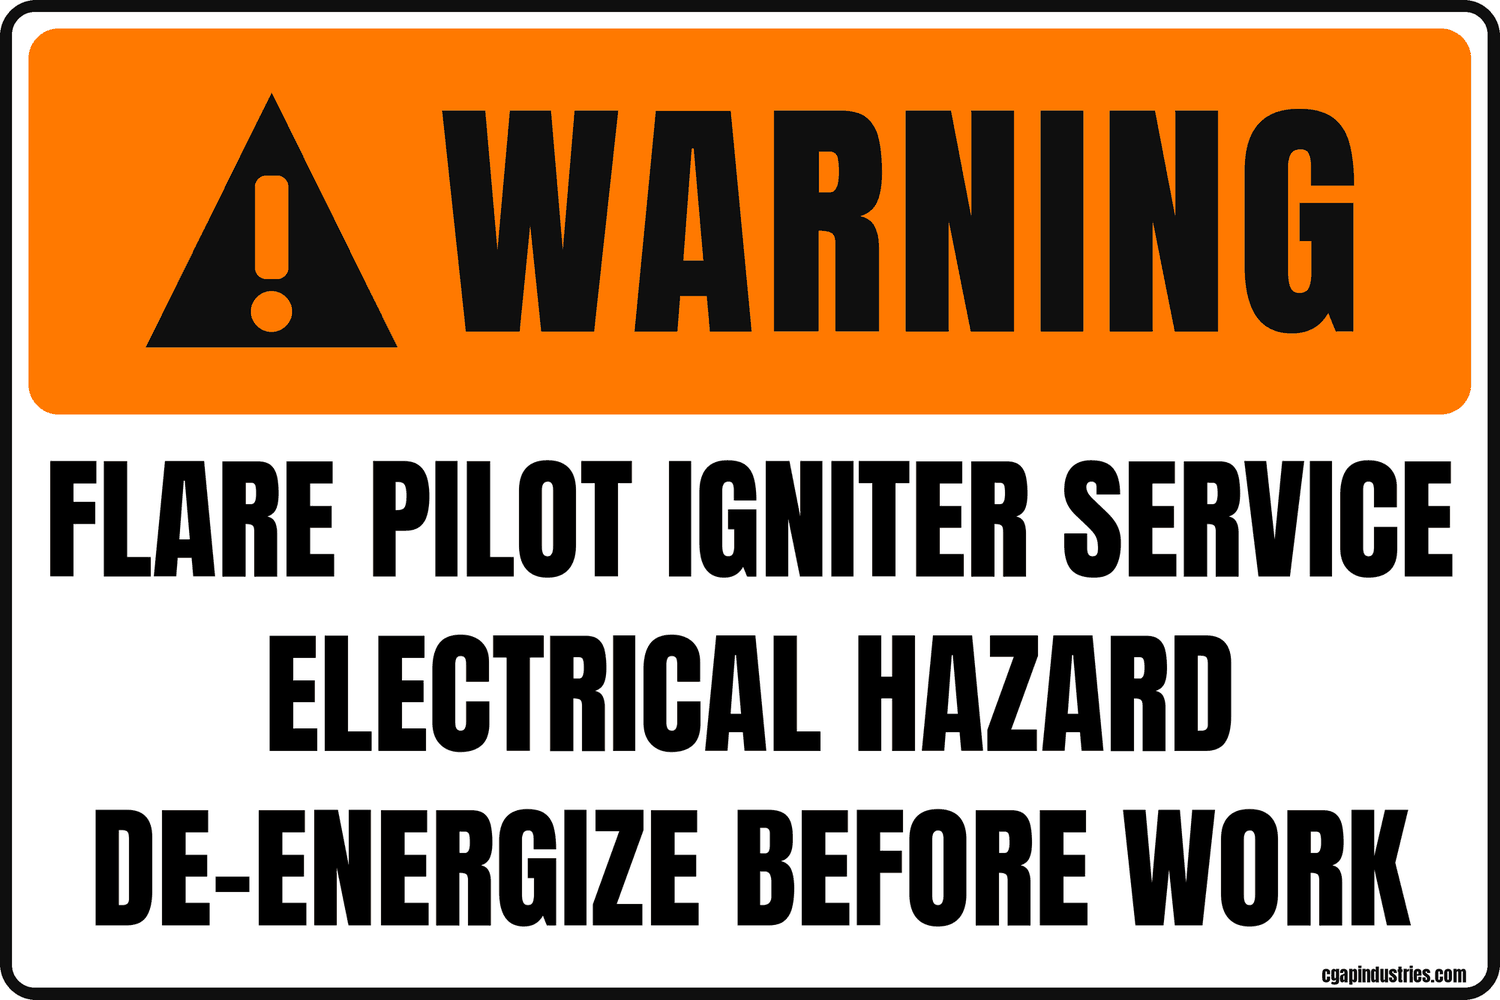 WARNING
FLARE PILOT IGNITER SERVICE
ELECTRICAL HAZARD
DE-ENERGIZE BEFORE WORK
cgapindustries.com